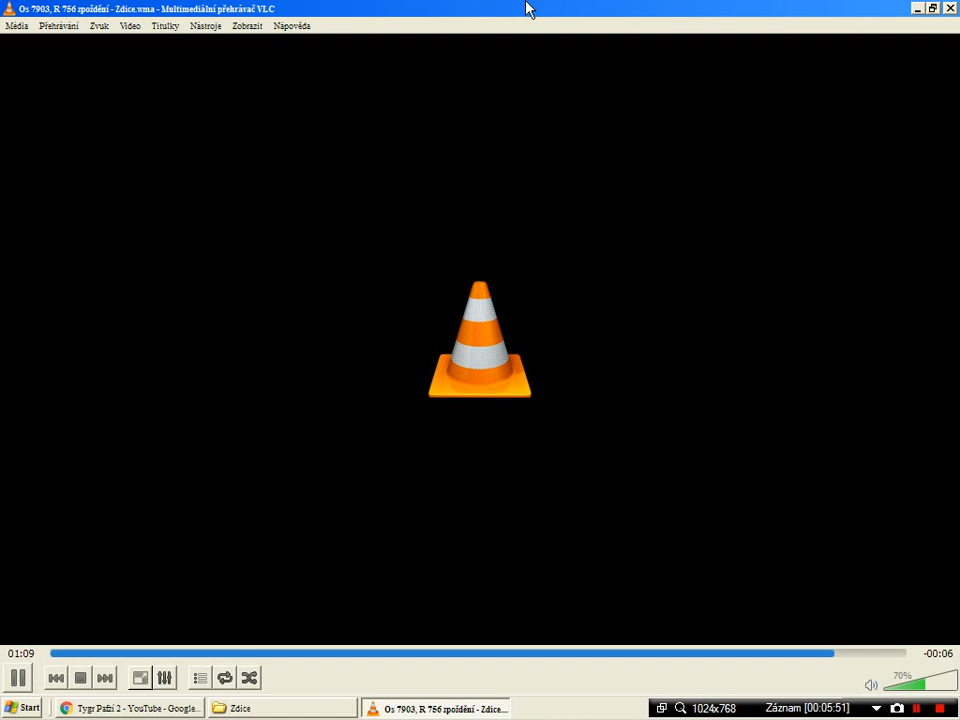 Os 7903, R 756 zpoždění - Zdice.wma - Multimediální přehrávač VLC
Média Přehrávání Zvuk Video Titulky Nástroje Zobrazit Nápověda
01:09 -00:06
70%
Start Tygr Pafzi 2 - YouTube - Google... Zdice Os 7903, R 756 zpoždění - Zdice.... 1024x768 Záznam [00:05:51]